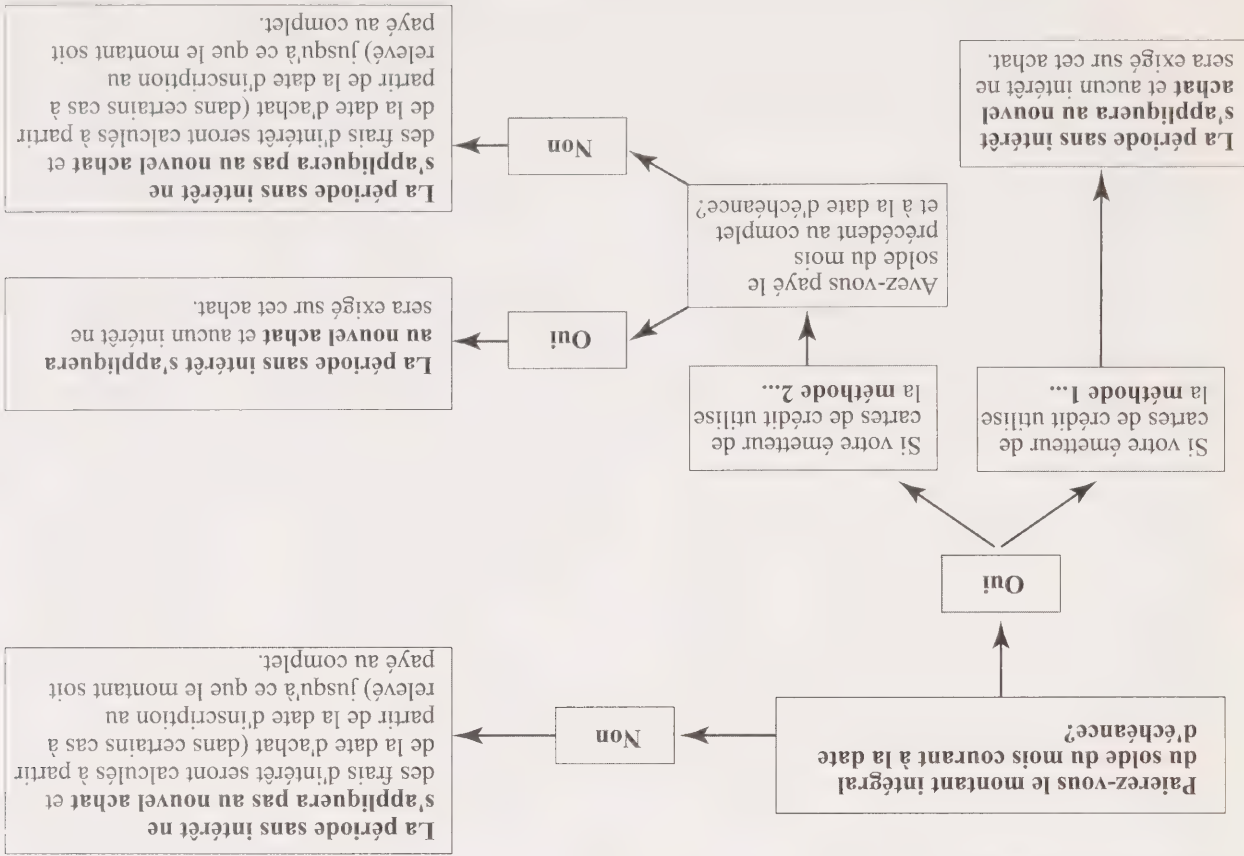 Paierez-vous le montant intégral
du solde du mois courant à la date
d'échéance?
Non
La période sans intérêt ne
s'appliquera pas au nouvel achat et
des frais d'intérêt seront calculés à partir
de la date d'achat (dans certains cas à
partir de la date d'inscription au
relevé) jusqu'à ce que le montant soit
payé au complet.
Oui
Si votre émetteur de
cartes de crédit utilise
la méthode 1...
Si votre émetteur de
cartes de crédit utilise
la méthode 2...
La période sans intérêt
s'appliquera au nouvel
achat et aucun intérêt ne
sera exigé sur cet achat.
Avez-vous payé le
solde du mois
précédent au complet
et à la date d'échéance?
Oui
La période sans intérêt s'appliquera
au nouvel achat et aucun intérêt ne
sera exigé sur cet achat.
Non
La période sans intérêt ne
s'appliquera pas au nouvel achat et
des frais d'intérêt seront calculés à partir
de la date d'achat (dans certains cas à
partir de la date d'inscription au
relevé) jusqu'à ce que le montant soit
payé au complet.